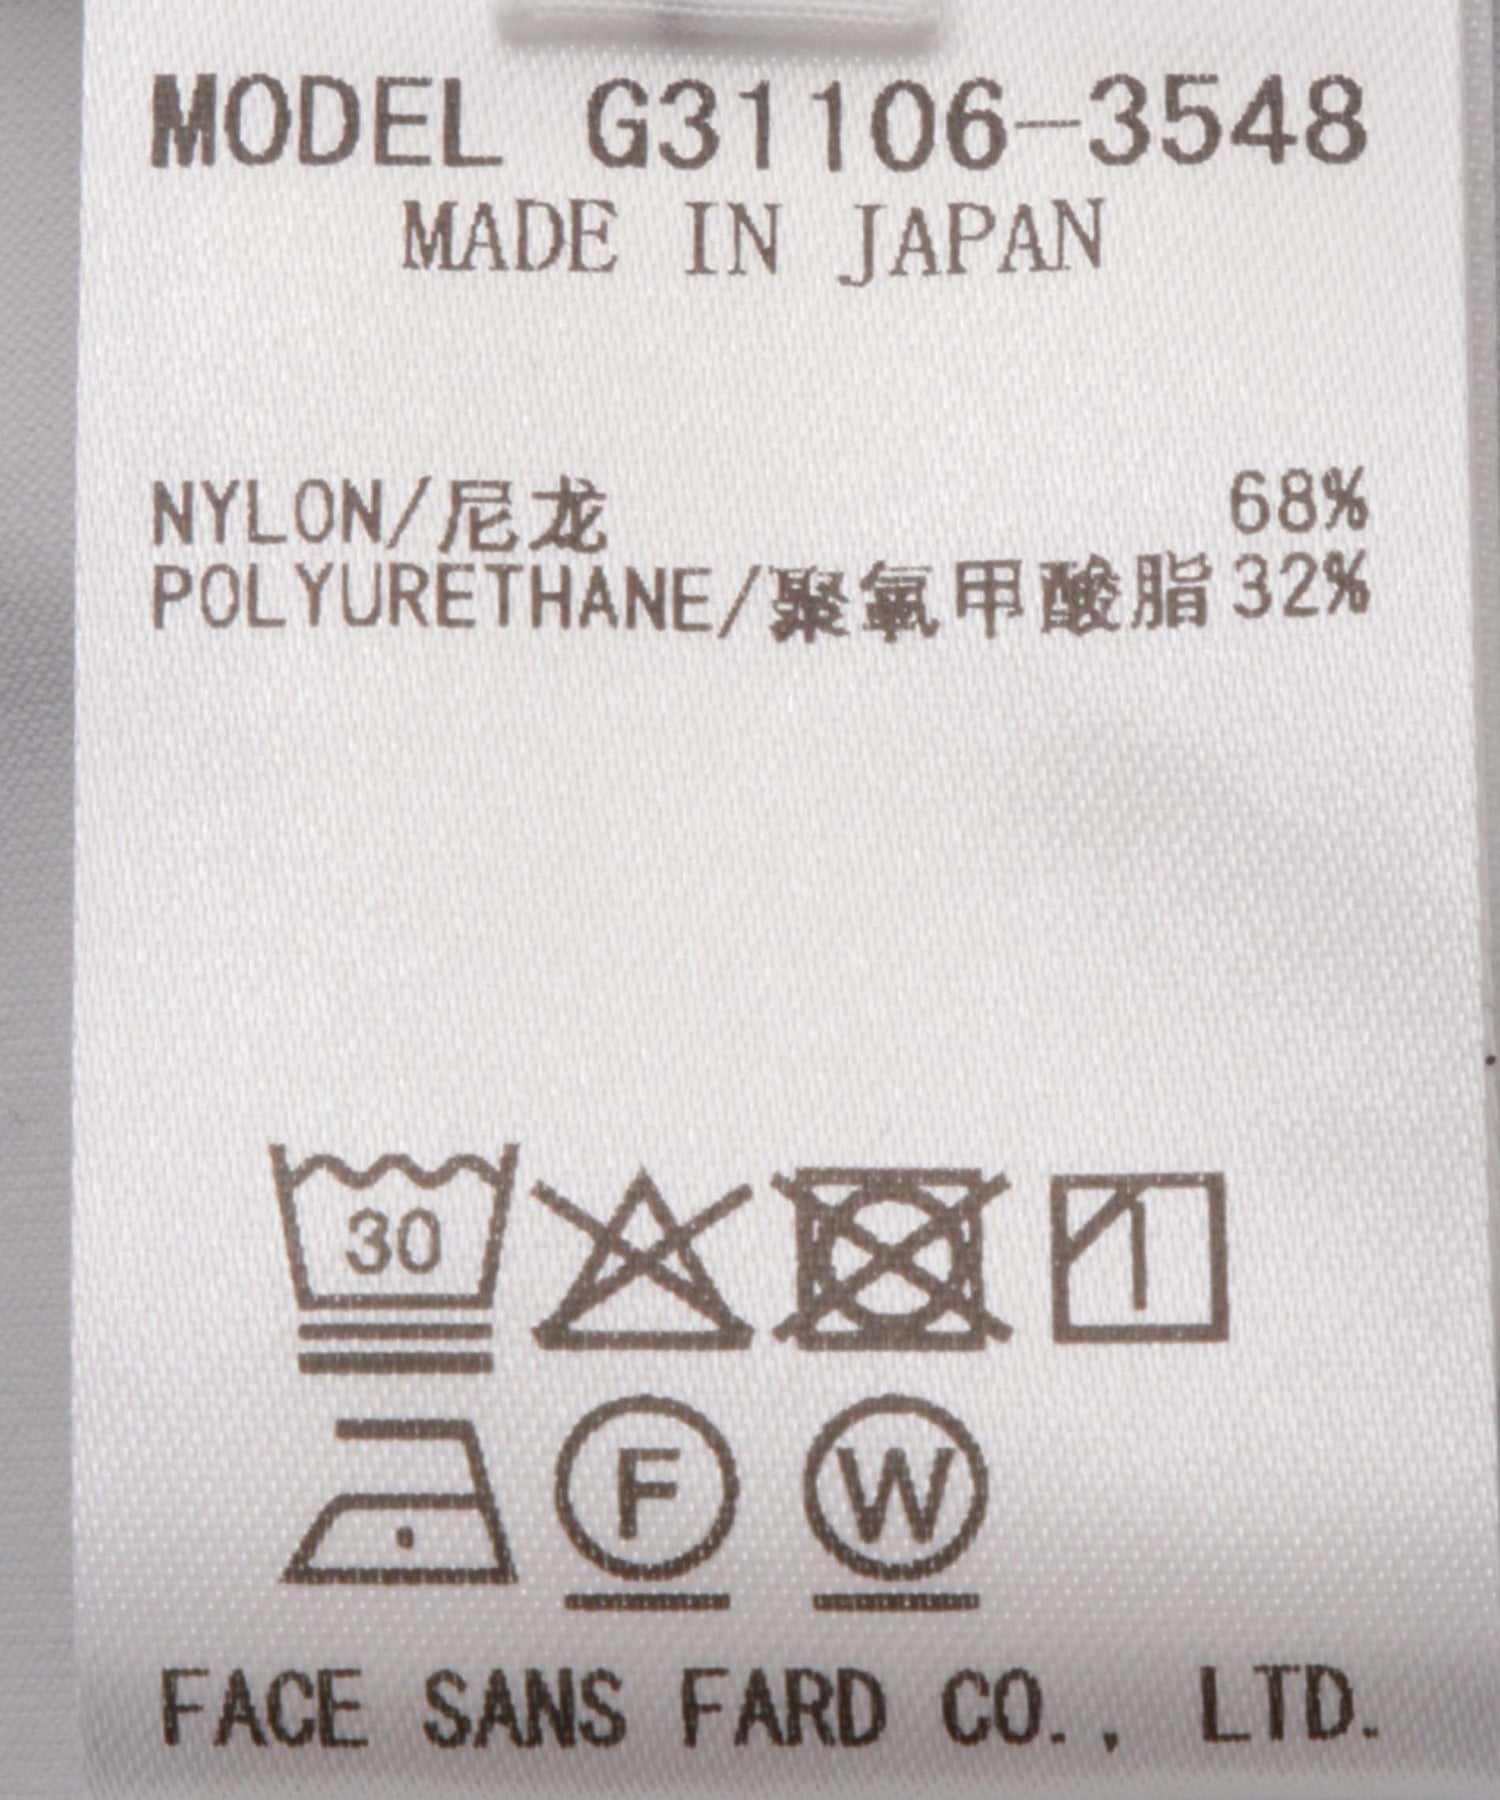 MODEL G31106-3548
MADE IN JAPAN
NYLON/尼龙 68%
POLYURETHANE/聚氧甲酸脂 32%
30
F W
FACE SANS FARD CO., LTD.